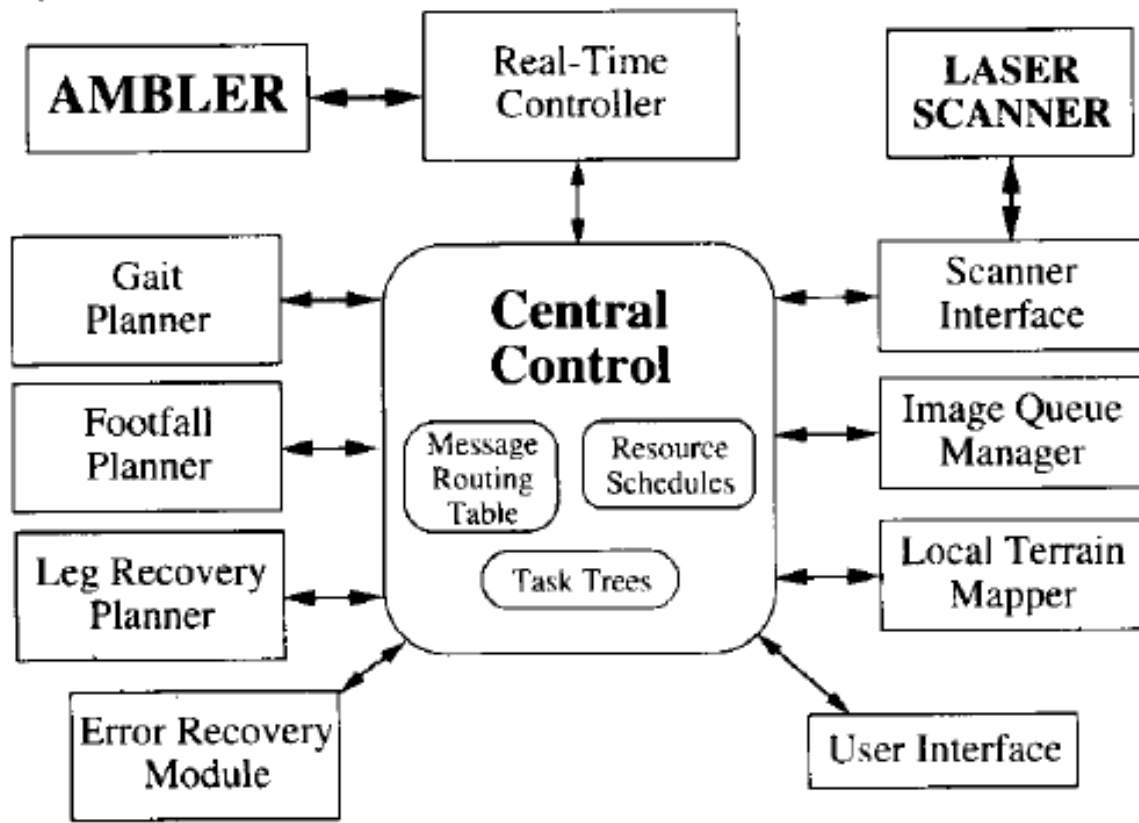 AMBLER
Real-Time
Controller
LASER
SCANNER
Gait
Planner
Central
Control
Scanner
Interface
Footfall
Planner
Message
Routing
Table
Resource
Schedules
Image Queue
Manager
Leg Recovery
Planner
Task Trees
Local Terrain
Mapper
Error Recovery
Module
User Interface